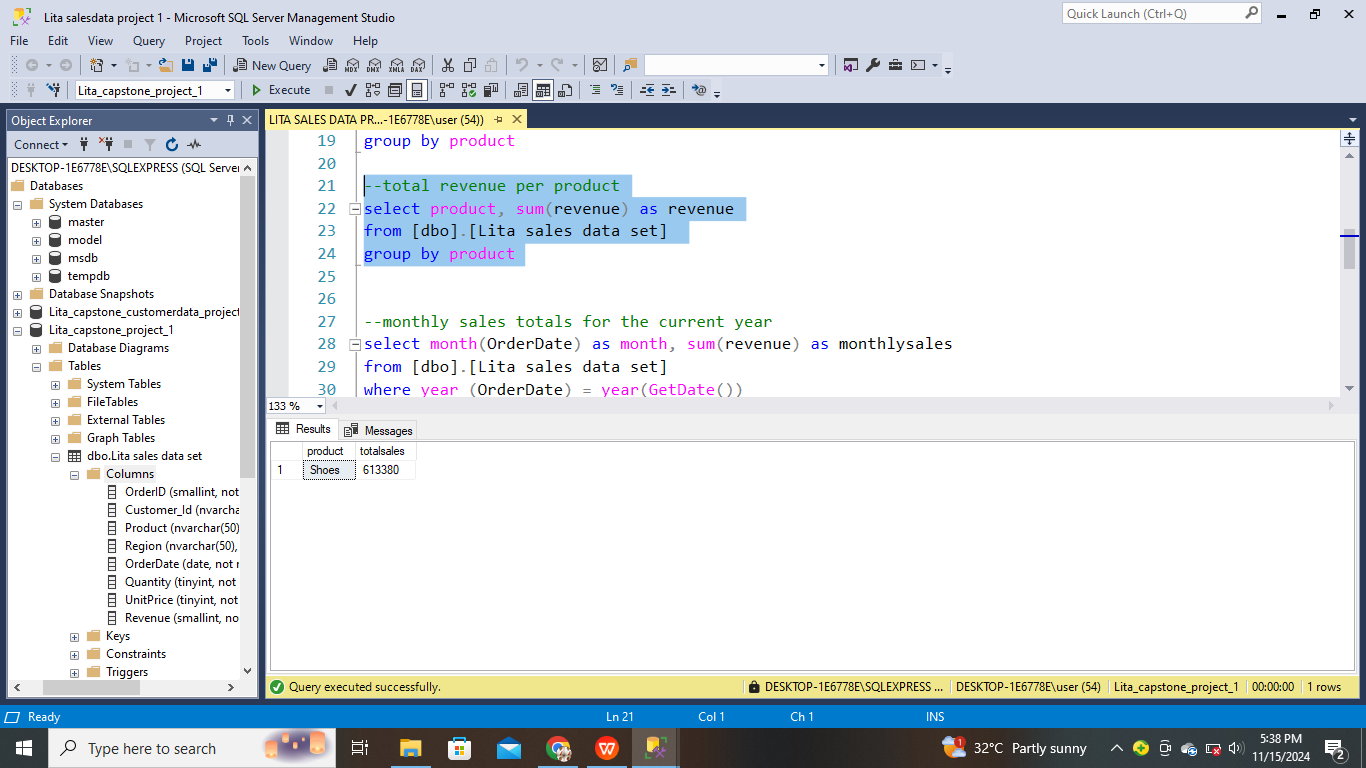 Lita salesdata project 1 - Microsoft SQL Server Management Studio
Quick Launch (Ctrl+Q)
File Edit View Query Project Tools Window Help
New Query MDX DMX XMLA DAX
Lita_capstone_project_1 Execute
Object Explorer
Connect
DESKTOP-1E6778E\SQLEXPRESS (SQL Server
Databases
System Databases
master
model
msdb
tempdb
Database Snapshots
Lita_capstone_customerdata_project
Lita_capstone_project_1
Database Diagrams
Tables
System Tables
FileTables
External Tables
Graph Tables
dbo.Lita sales data set
Columns
OrderID (smallint, not
Customer_Id (nvarcha
Product (nvarchar(50)
Region (nvarchar(50),
OrderDate (date, not r
Quantity (tinyint, not
UnitPrice (tinyint, not
Revenue (smallint, no
Keys
Constraints
Triggers
LITA SALES DATA PR...-1E6778E\user (54))
19 group by product
20
21 --total revenue per product
22 select product, sum(revenue) as revenue
23 from [dbo].[Lita sales data set]
24 group by product
25
26
27 --monthly sales totals for the current year
28 select month(OrderDate) as month, sum(revenue) as monthlysales
29 from [dbo].[Lita sales data set]
30 where year (OrderDate) = year(GetDate())
133 %
Results Messages
product totalsales
1 Shoes 613380
Query executed successfully. DESKTOP-1E6778E\SQLEXPRESS ... DESKTOP-1E6778E\user (54) Lita_capstone_project_1 00:00:00 1 rows
Ready Ln 21 Col 1 Ch 1 INS
Type here to search
W
1
32°C Partly sunny
5:38 PM
11/15/2024
2